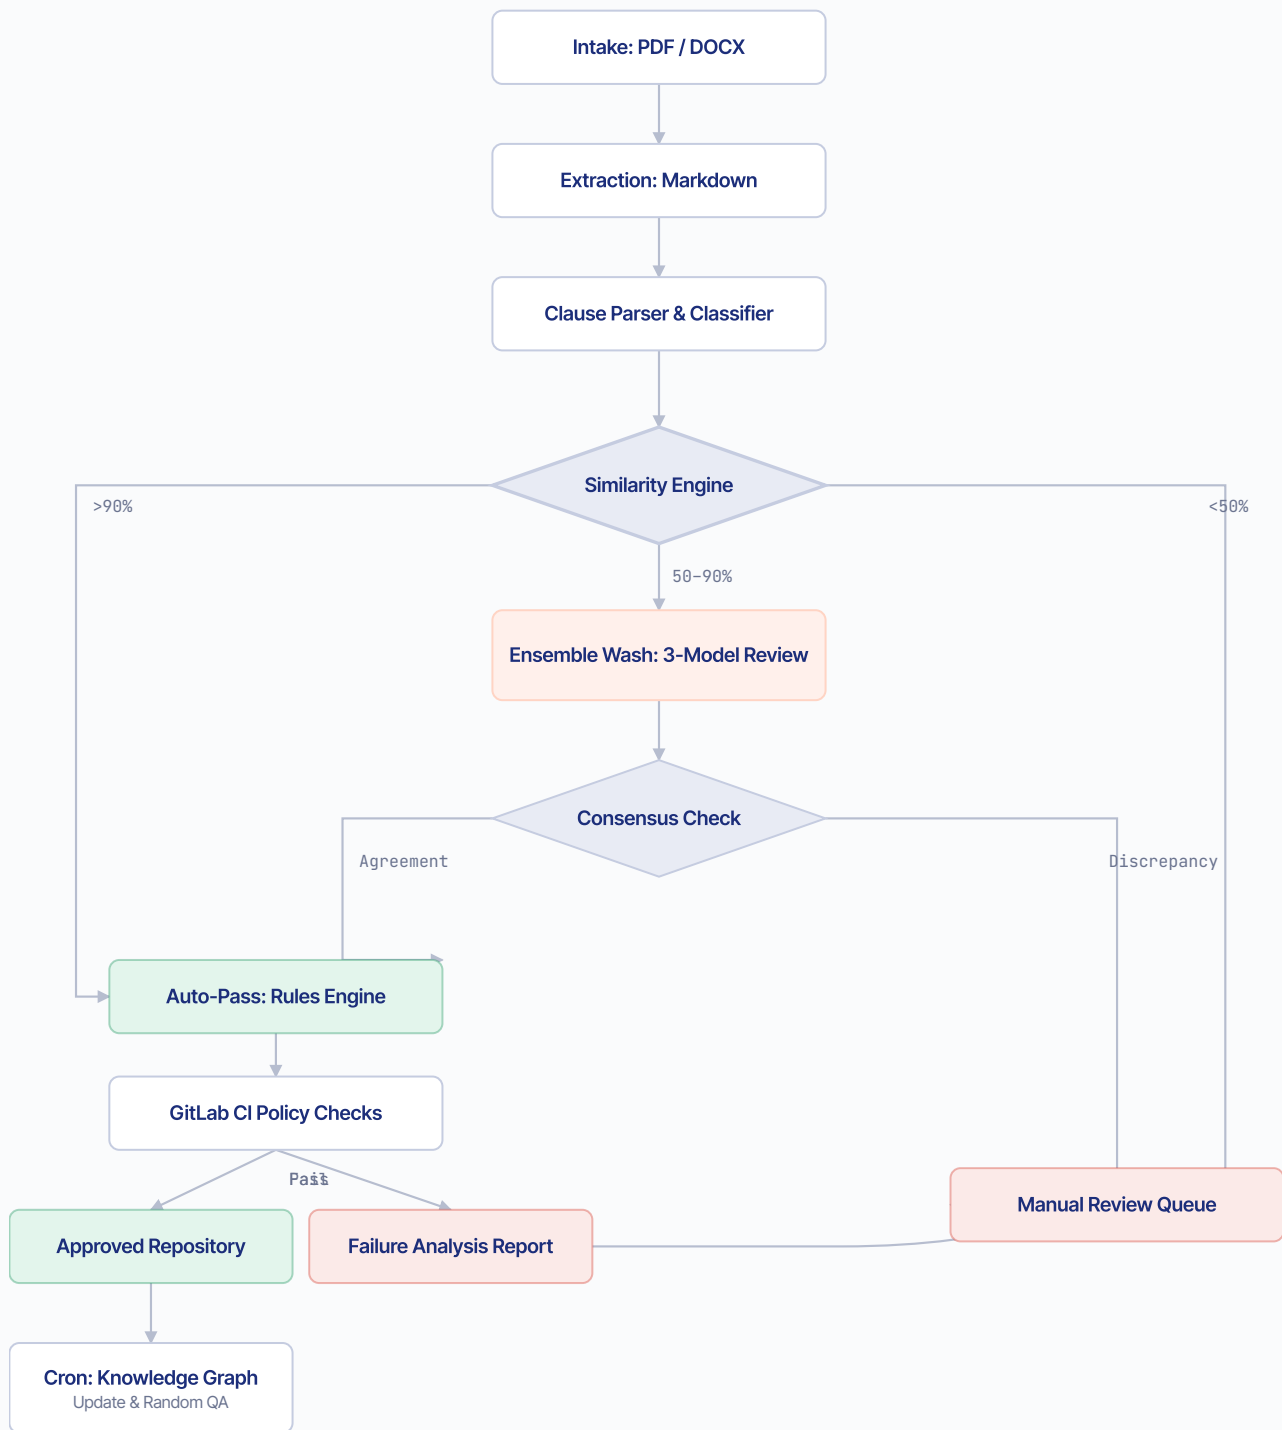 Intake: PDF / DOCX
Extraction: Markdown
Clause Parser & Classifier
Similarity Engine
>90%
<50%
50–90%
Ensemble Wash: 3-Model Review
Consensus Check
Agreement
Discrepancy
Auto-Pass: Rules Engine
GitLab CI Policy Checks
Manual Review Queue
Approved Repository
Failure Analysis Report
Cron: Knowledge Graph
Update & Random QA